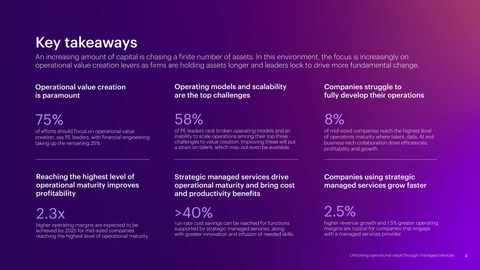 Key takeaways
An increasing amount of capital is chasing a finite number of assets. In this environment, the focus is increasingly on
operational value creation levers as firms are holding assets longer and leaders look to drive more fundamental change.
Operational value creation
is paramount
75%
of efforts should focus on operational value
creation, say PE leaders, with financial engineering
taking up the remaining 25%.
Operating models and scalability
are the top challenges
58%
of PE leaders rank broken operating models and an
inability to scale operations among their top three
challenges to value creation. Improving these will put
a strain on talent, which may not even be available.
Companies struggle to
fully develop their operations
8%
of mid-sized companies reach the highest level
of operations maturity where talent, data, AI and
business-tech collaboration drive efficiencies,
profitability and growth.
Reaching the highest level of
operational maturity improves
profitability
2.3x
higher operating margins are expected to be
achieved by 2025 for mid-sized companies
reaching the highest level of operational maturity.
Strategic managed services drive
operational maturity and bring cost
and productivity benefits
>40%
run-rate cost savings can be reached for functions
supported by strategic managed services, along
with greater innovation and infusion of needed skills.
Companies using strategic
managed services grow faster
2.5%
higher revenue growth and 1.5% greater operating
margins are typical for companies that engage
with a managed services provider.
Unlocking operational value through managed services
4